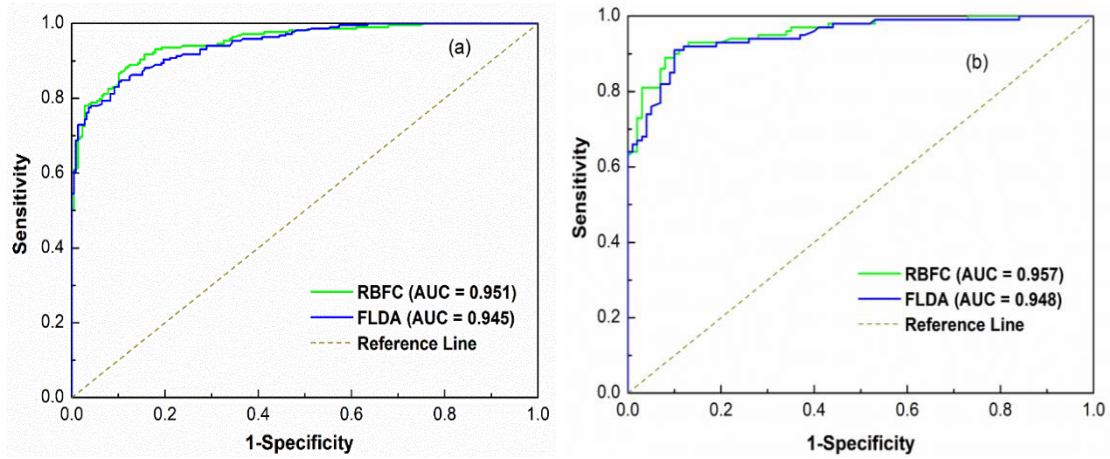 1.0
0.8
0.6
0.4
0.2
0.0
Sensitivity
(a)
RBFC (AUC = 0.951)
FLDA (AUC = 0.945)
Reference Line
0.0 0.2 0.4 0.6 0.8 1.0
1-Specificity
1.0
0.8
0.6
0.4
0.2
0.0
Sensitivity
(b)
RBFC (AUC = 0.957)
FLDA (AUC = 0.948)
Reference Line
0.0 0.2 0.4 0.6 0.8 1.0
1-Specificity